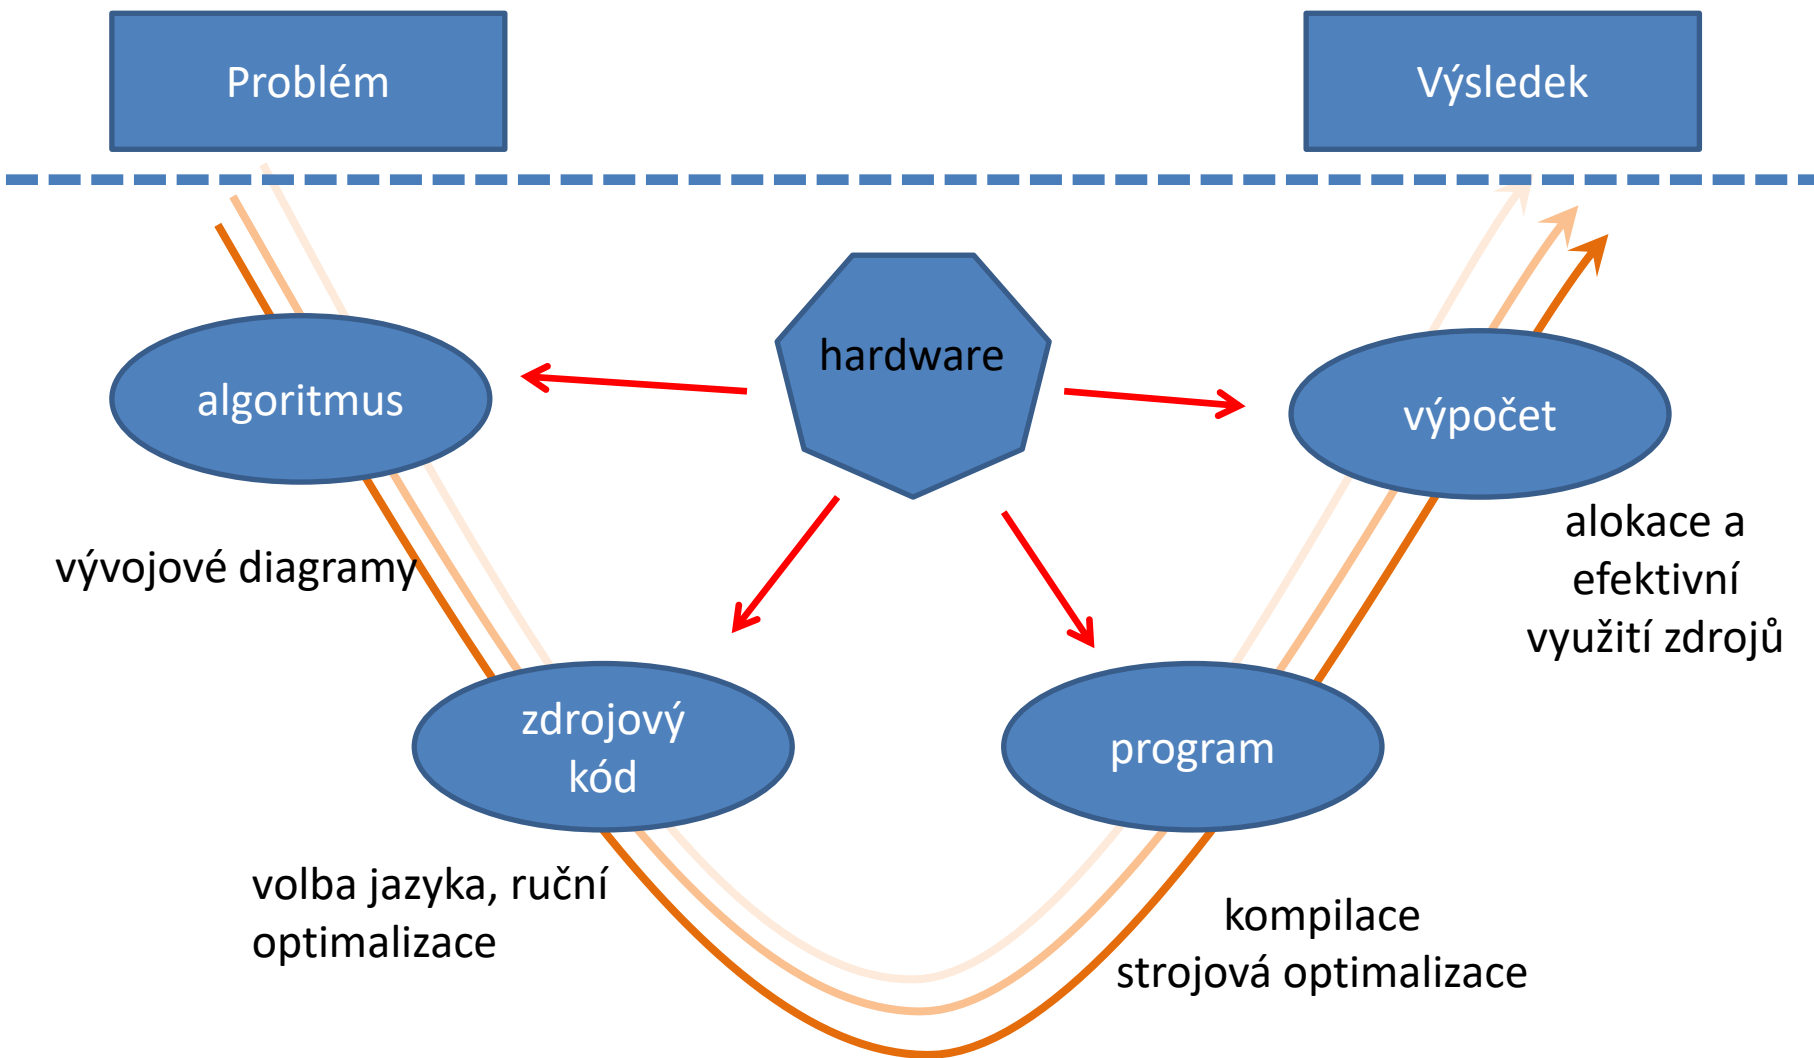 Problém
Výsledek
hardware
algoritmus
výpočet
alokace a
efektivní
využití zdrojů
vývojové diagramy
zdrojový
kód
program
volba jazyka, ruční
optimalizace
kompilace
strojová optimalizace